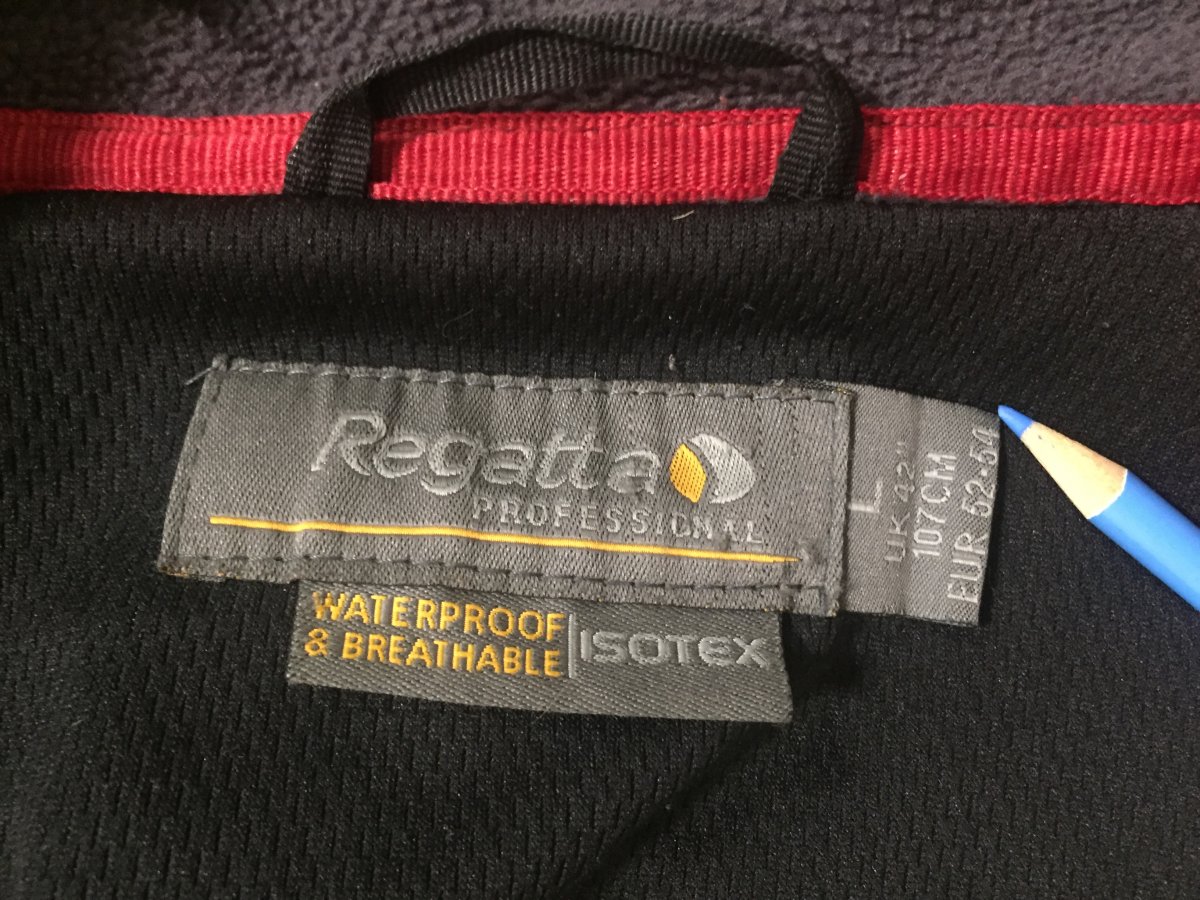 Regatta
PROFESSIONAL
L
UK 42"
107CM
EUR 52-54
WATERPROOF
& BREATHABLE
ISOTEX